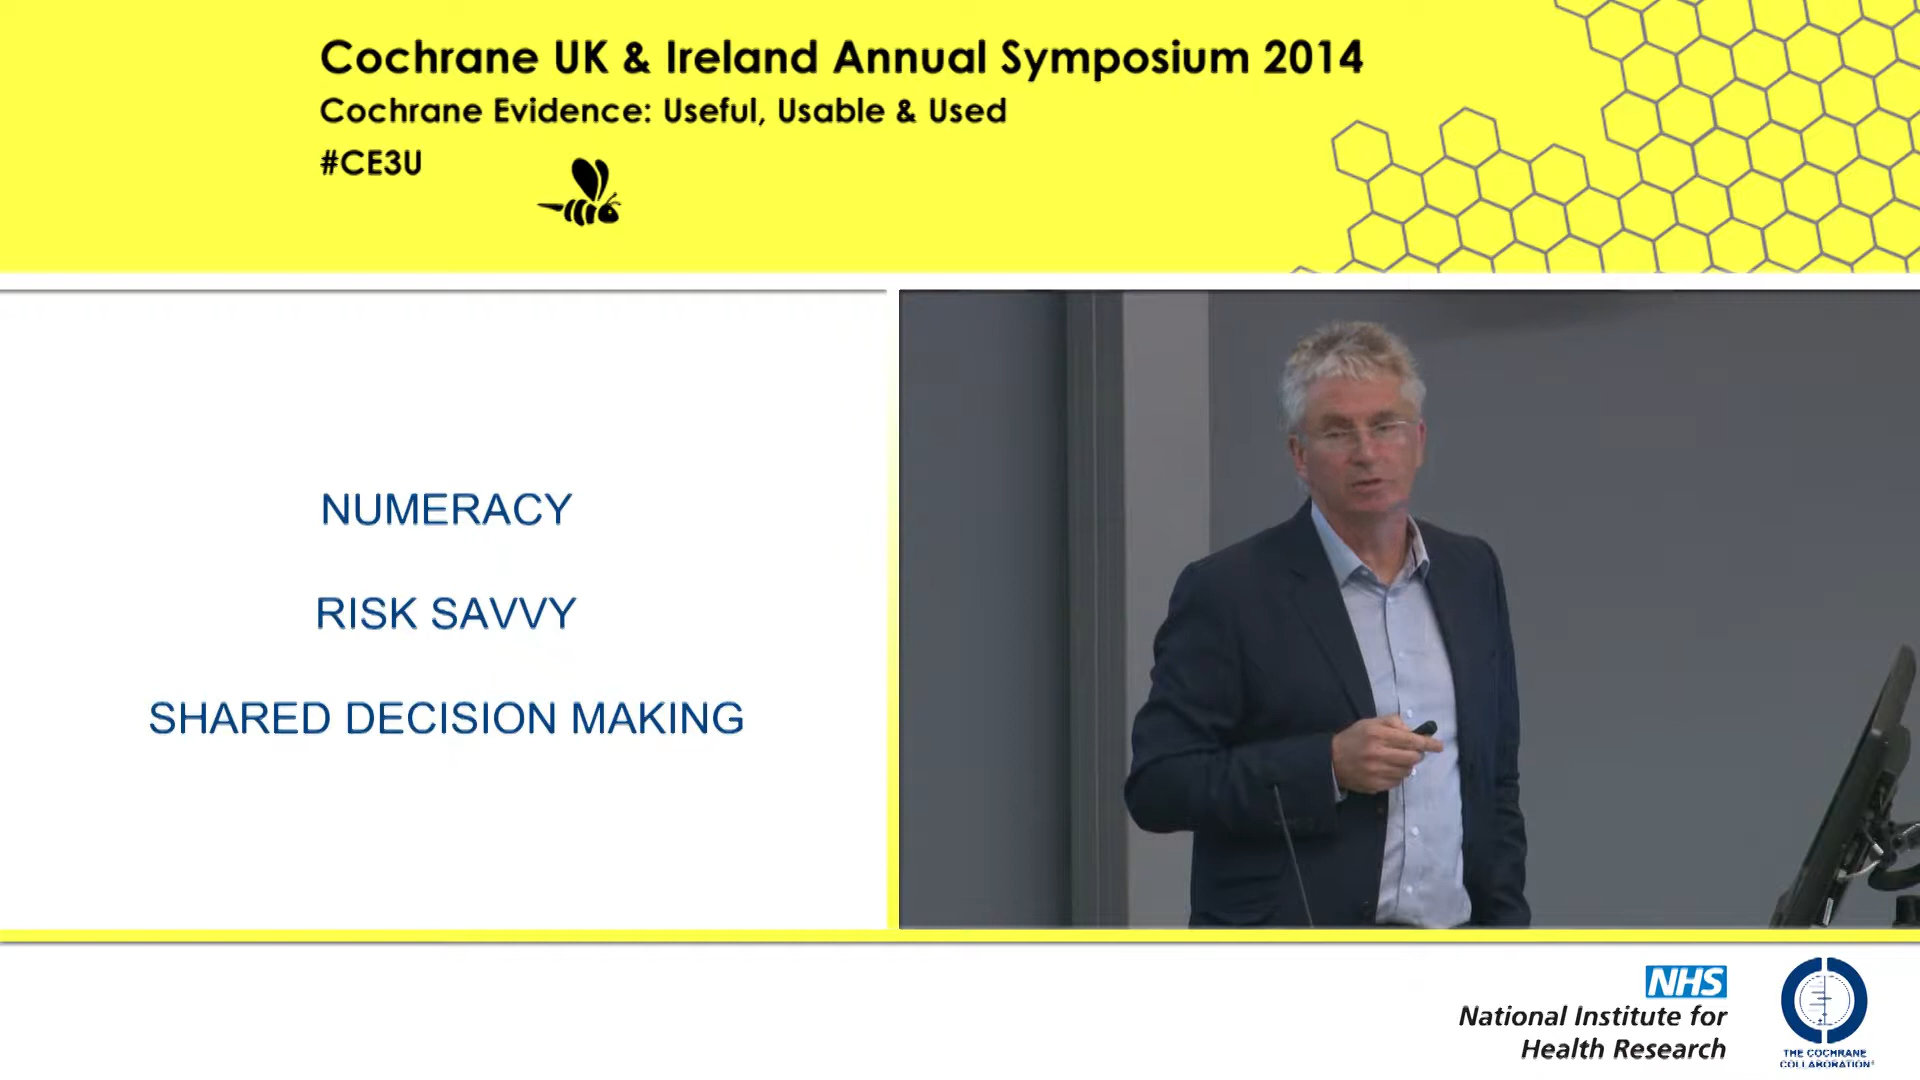 Cochrane UK & Ireland Annual Symposium 2014
Cochrane Evidence: Useful, Usable & Used
#CE3U
NUMERACY
RISK SAVVY
SHARED DECISION MAKING
NHS
National Institute for
Health Research
THE COCHRANE
COLLABORATION®